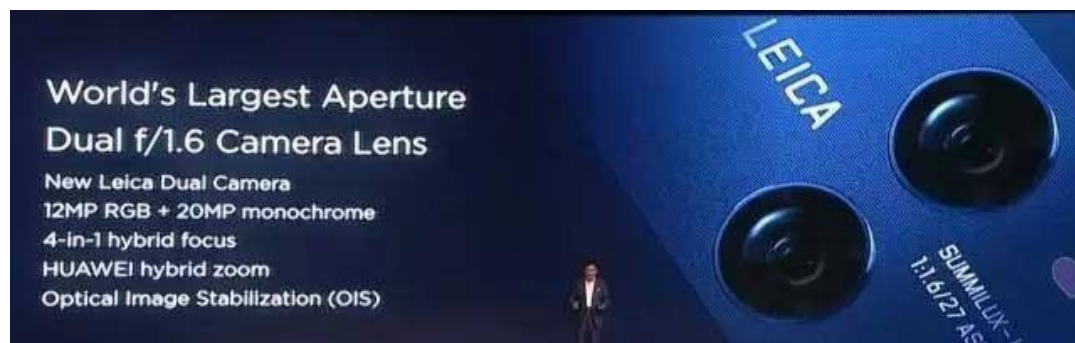 World's Largest Aperture
Dual f/1.6 Camera Lens
New Leica Dual Camera
12MP RGB + 20MP monochrome
4-in-1 hybrid focus
HUAWEI hybrid zoom
Optical Image Stabilization (OIS)
LEICA
SUMMILUX-
1:1.6/27 AS